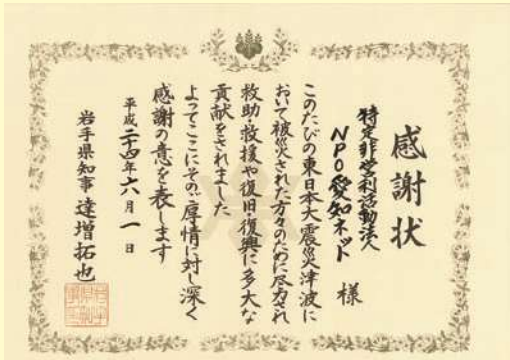 感謝状
特定非営利活動法人
NPO愛知ネット 様
このたびの東日本大震災津波に
おいて被災された方々のために尽力され
救助・救援や復旧・復興に多大な
貢献をされました
よってここにそのご厚情に対し深く
感謝の意を表します
平成二十四年六月一日
岩手県知事 達増拓也